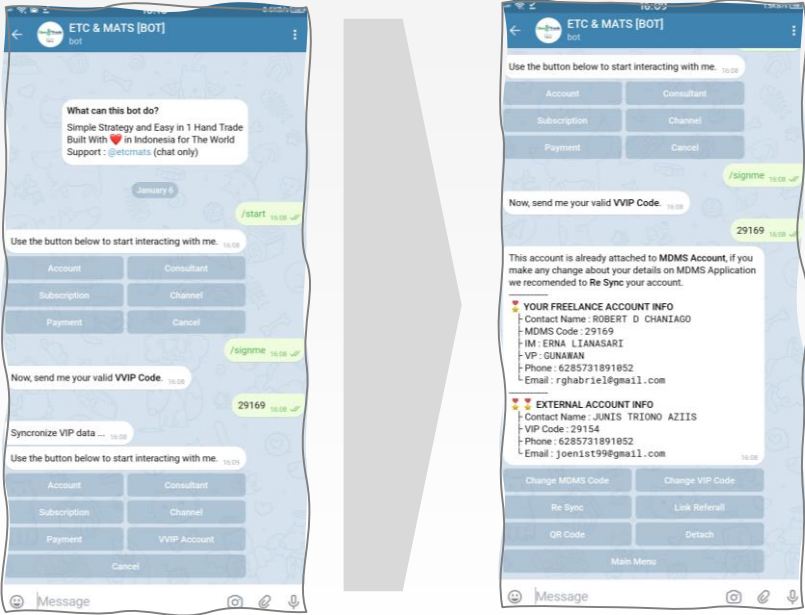 ETC & MATS [BOT]
bot
What can this bot do?
Simple Strategy and Easy in 1 Hand Trade
Built With ❤️ in Indonesia for The World
Support : @etcmats (chat only)
January 6
/start 16:08
Use the button below to start interacting with me. 16:08
Account Consultant
Subscription Channel
Payment Cancel
/signme 16:08
Now, send me your valid VVIP Code. 16:08
29169 16:08
Syncronize VIP data ... 16:08
Use the button below to start interacting with me. 16:09
Account Consultant
Subscription Channel
Payment VVIP Account
Cancel
Message
16:09
ETC & MATS [BOT]
bot
Use the button below to start interacting with me. 16:08
Account Consultant
Subscription Channel
Payment Cancel
/signme 16:08
Now, send me your valid VVIP Code. 16:08
29169 16:08
This account is already attached to MDMS Account, if you
make any change about your details on MDMS Application
we recomended to Re Sync your account.
YOUR FREELANCE ACCOUNT INFO
Contact Name : ROBERT D CHANIAGO
MDMS Code : 29169
IM : ERNA LIANASARI
VP : GUNAWAN
Phone : 6285731891052
Email : rghabriel@gmail.com
EXTERNAL ACCOUNT INFO
Contact Name : JUNIS TRIONO AZIIS
VIP Code : 29154
Phone : 6285731891052
Email : joenist99@gmail.com
16:08
Change MDMS Code Change VIP Code
Re Sync Link Referall
QR Code Detach
Main Menu
Message